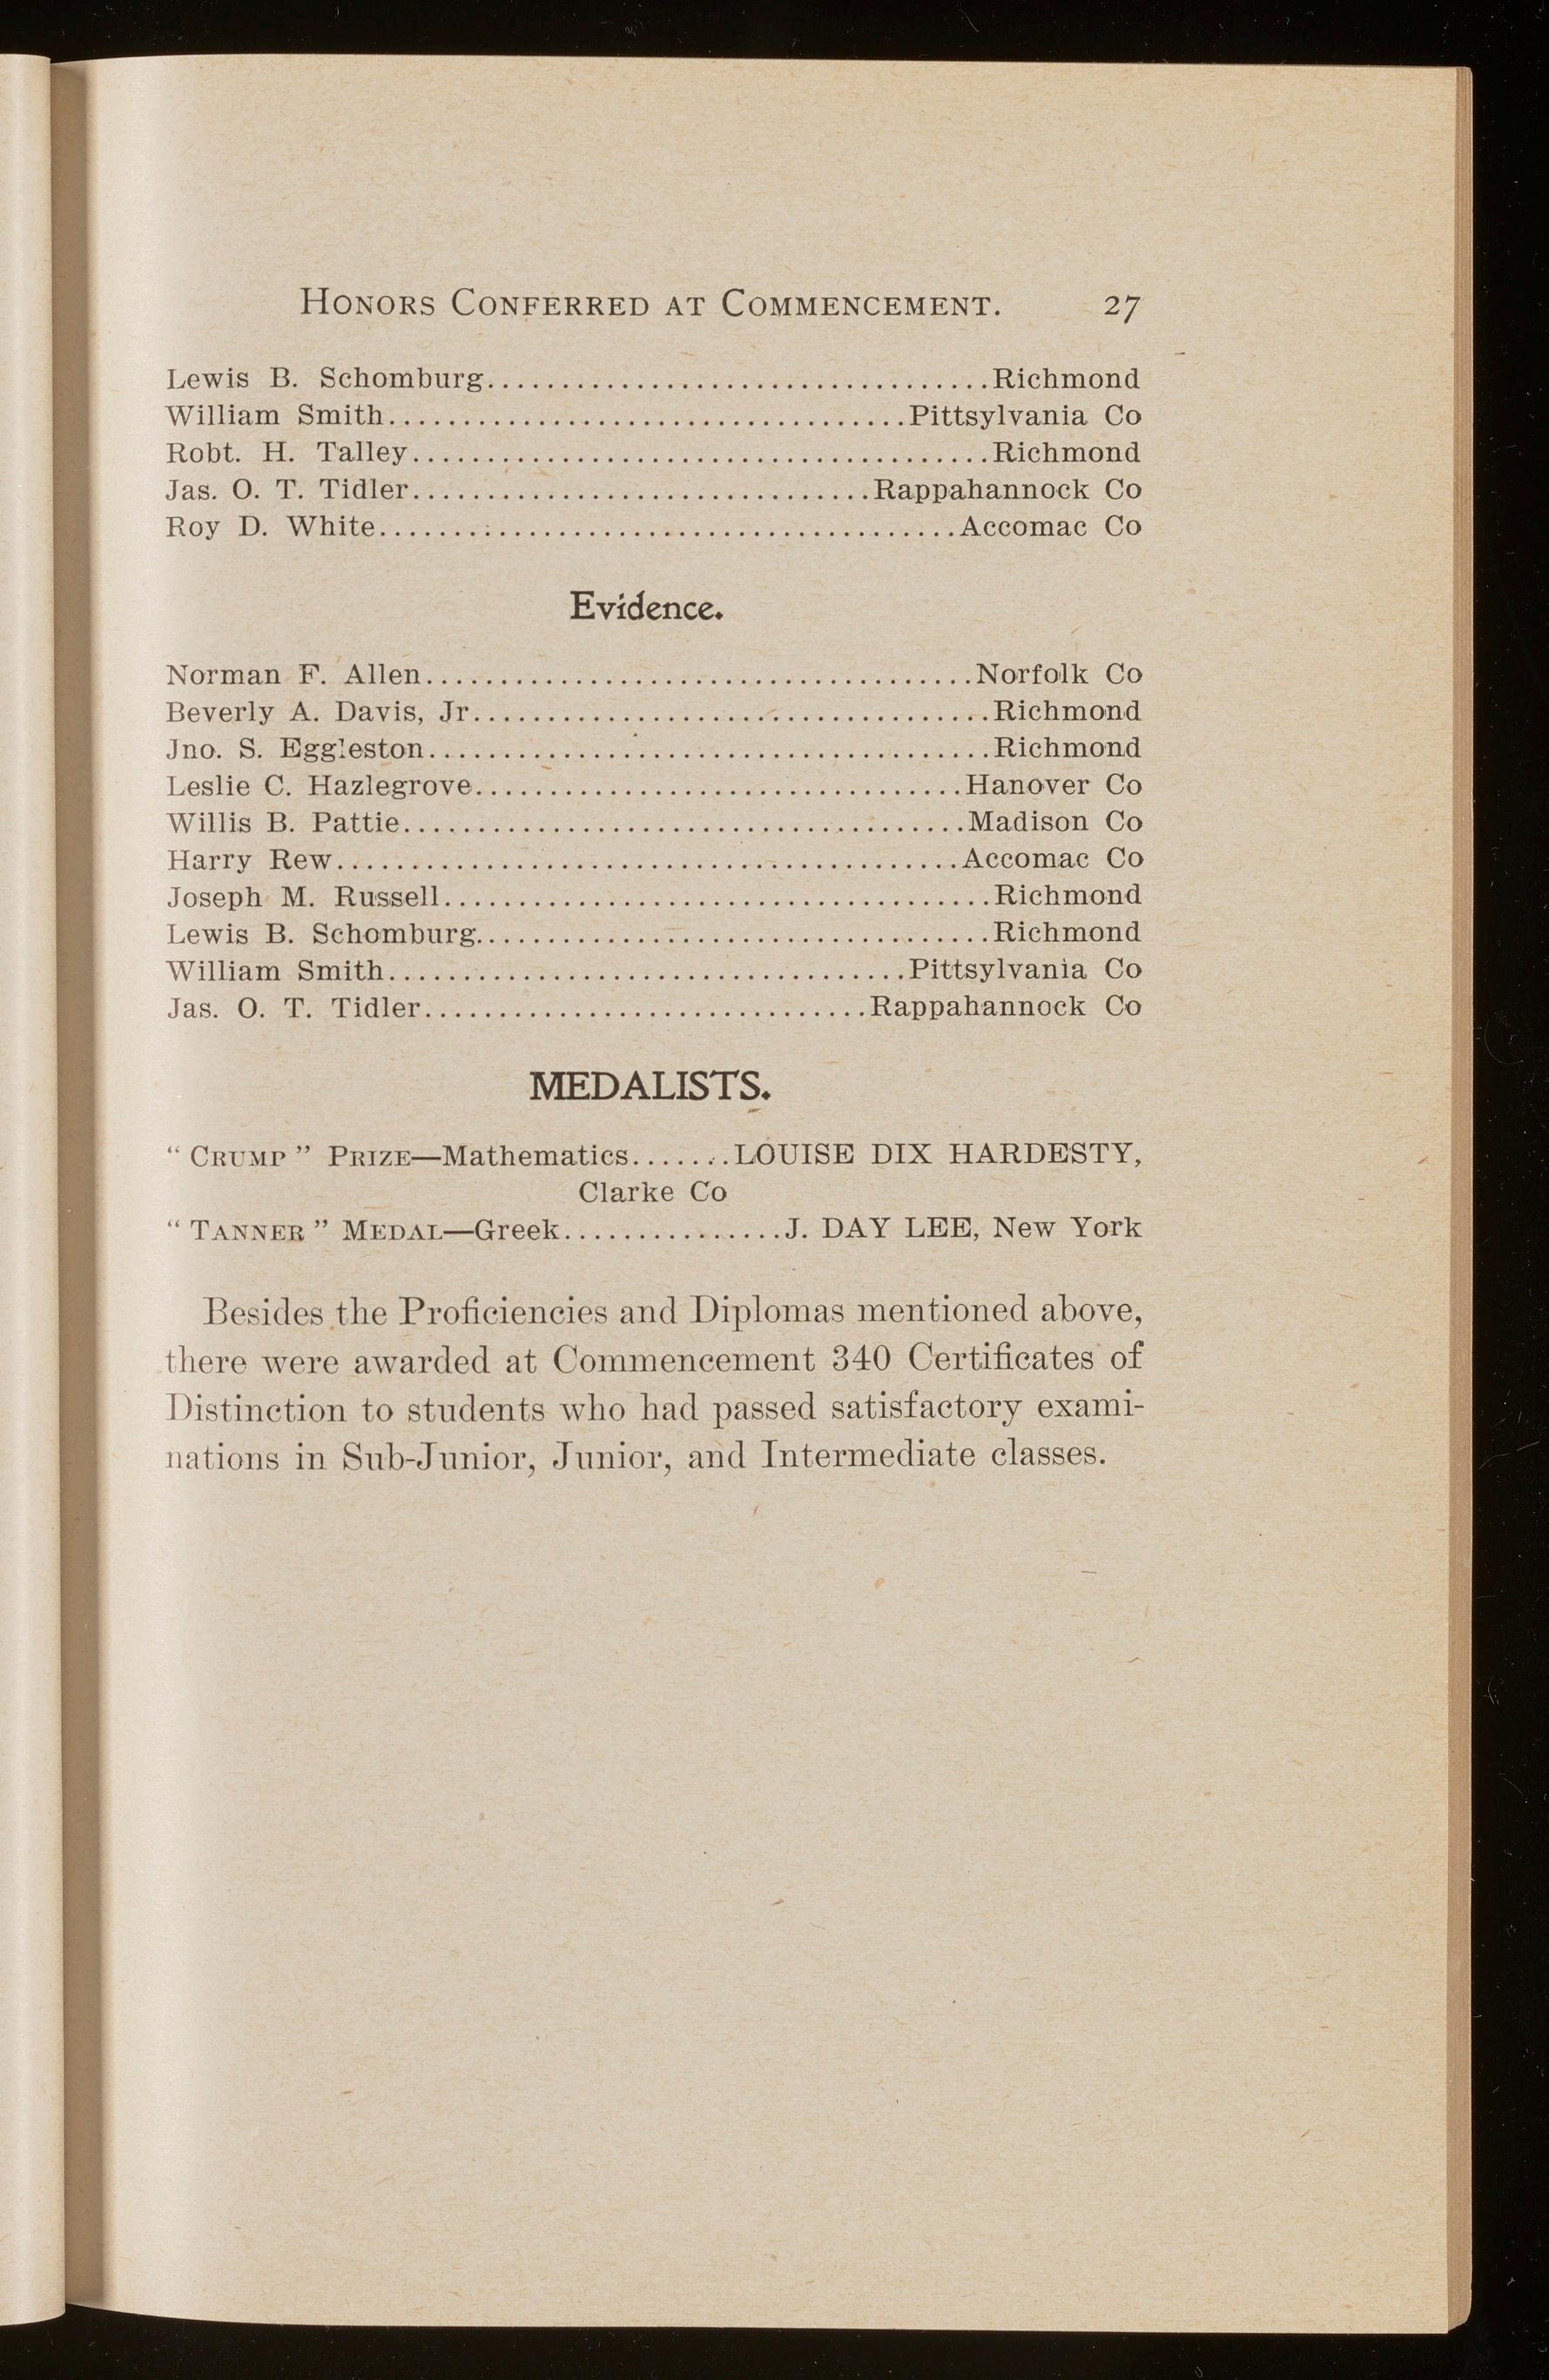 HONORS CONFERRED AT COMMENCEMENT. 27
Lewis B. Schomburg..................................Richmond
William Smith...................................Pittsylvania Co
Robt. H. Talley.......................................Richmond
Jas. O. T. Tidler...............................Rappahannock Co
Roy D. White.......................................Accomac Co
Evidence.
Norman F. Allen.....................................Norfolk Co
Beverly A. Davis, Jr...................................Richmond
Jno. S. Eggleston......................................Richmond
Leslie C. Hazlegrove.................................Hanover Co
Willis B. Pattie......................................Madison Co
Harry Rew..........................................Accomac Co
Joseph M. Russell.....................................Richmond
Lewis B. Schomburg...................................Richmond
William Smith...................................Pittsylvania Co
Jas. O. T. Tidler..............................Rappahannock Co
MEDALISTS.
" CRUMP " PRIZE—Mathematics.......LOUISE DIX HARDESTY,
Clarke Co
" TANNER " MEDAL—Greek...............J. DAY LEE, New York
Besides the Proficiencies and Diplomas mentioned above,
there were awarded at Commencement 340 Certificates of
Distinction to students who had passed satisfactory exami-
nations in Sub-Junior, Junior, and Intermediate classes.